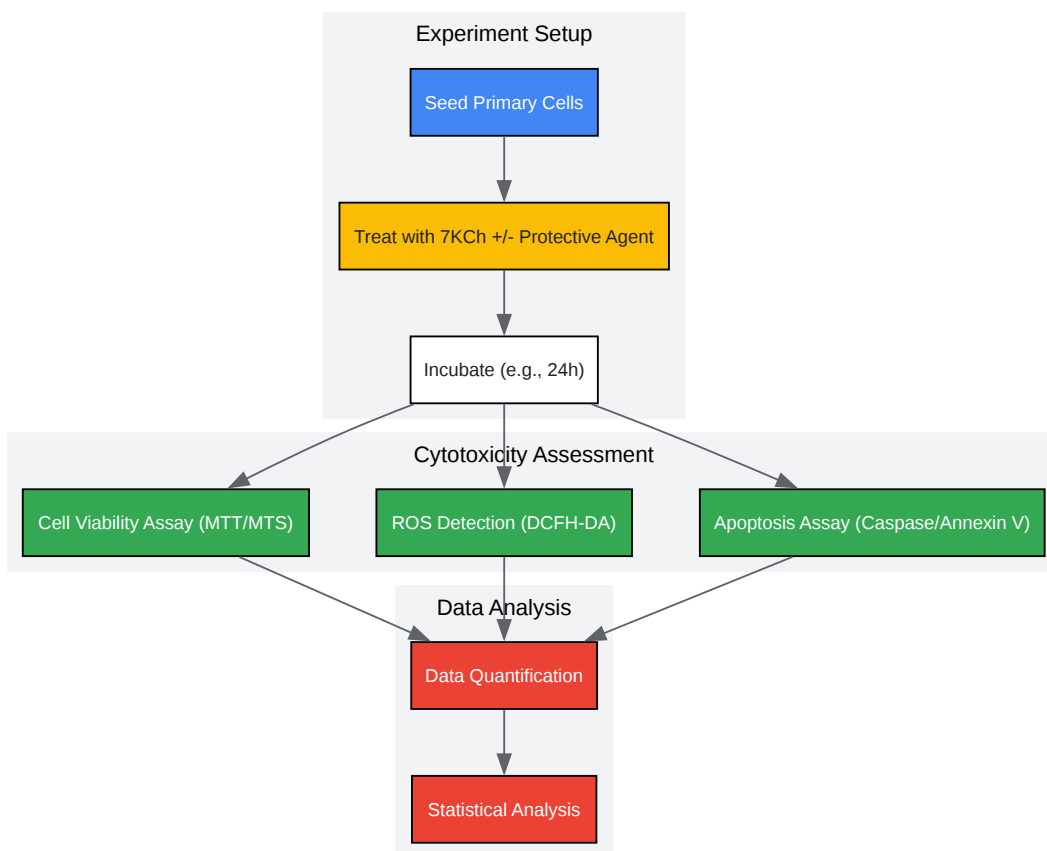 Experiment Setup
Seed Primary Cells
Treat with 7KCh +/- Protective Agent
Incubate (e.g., 24h)
Cytotoxicity Assessment
Cell Viability Assay (MTT/MTS)
ROS Detection (DCFH-DA)
Apoptosis Assay (Caspase/Annexin V)
Data Analysis
Data Quantification
Statistical Analysis